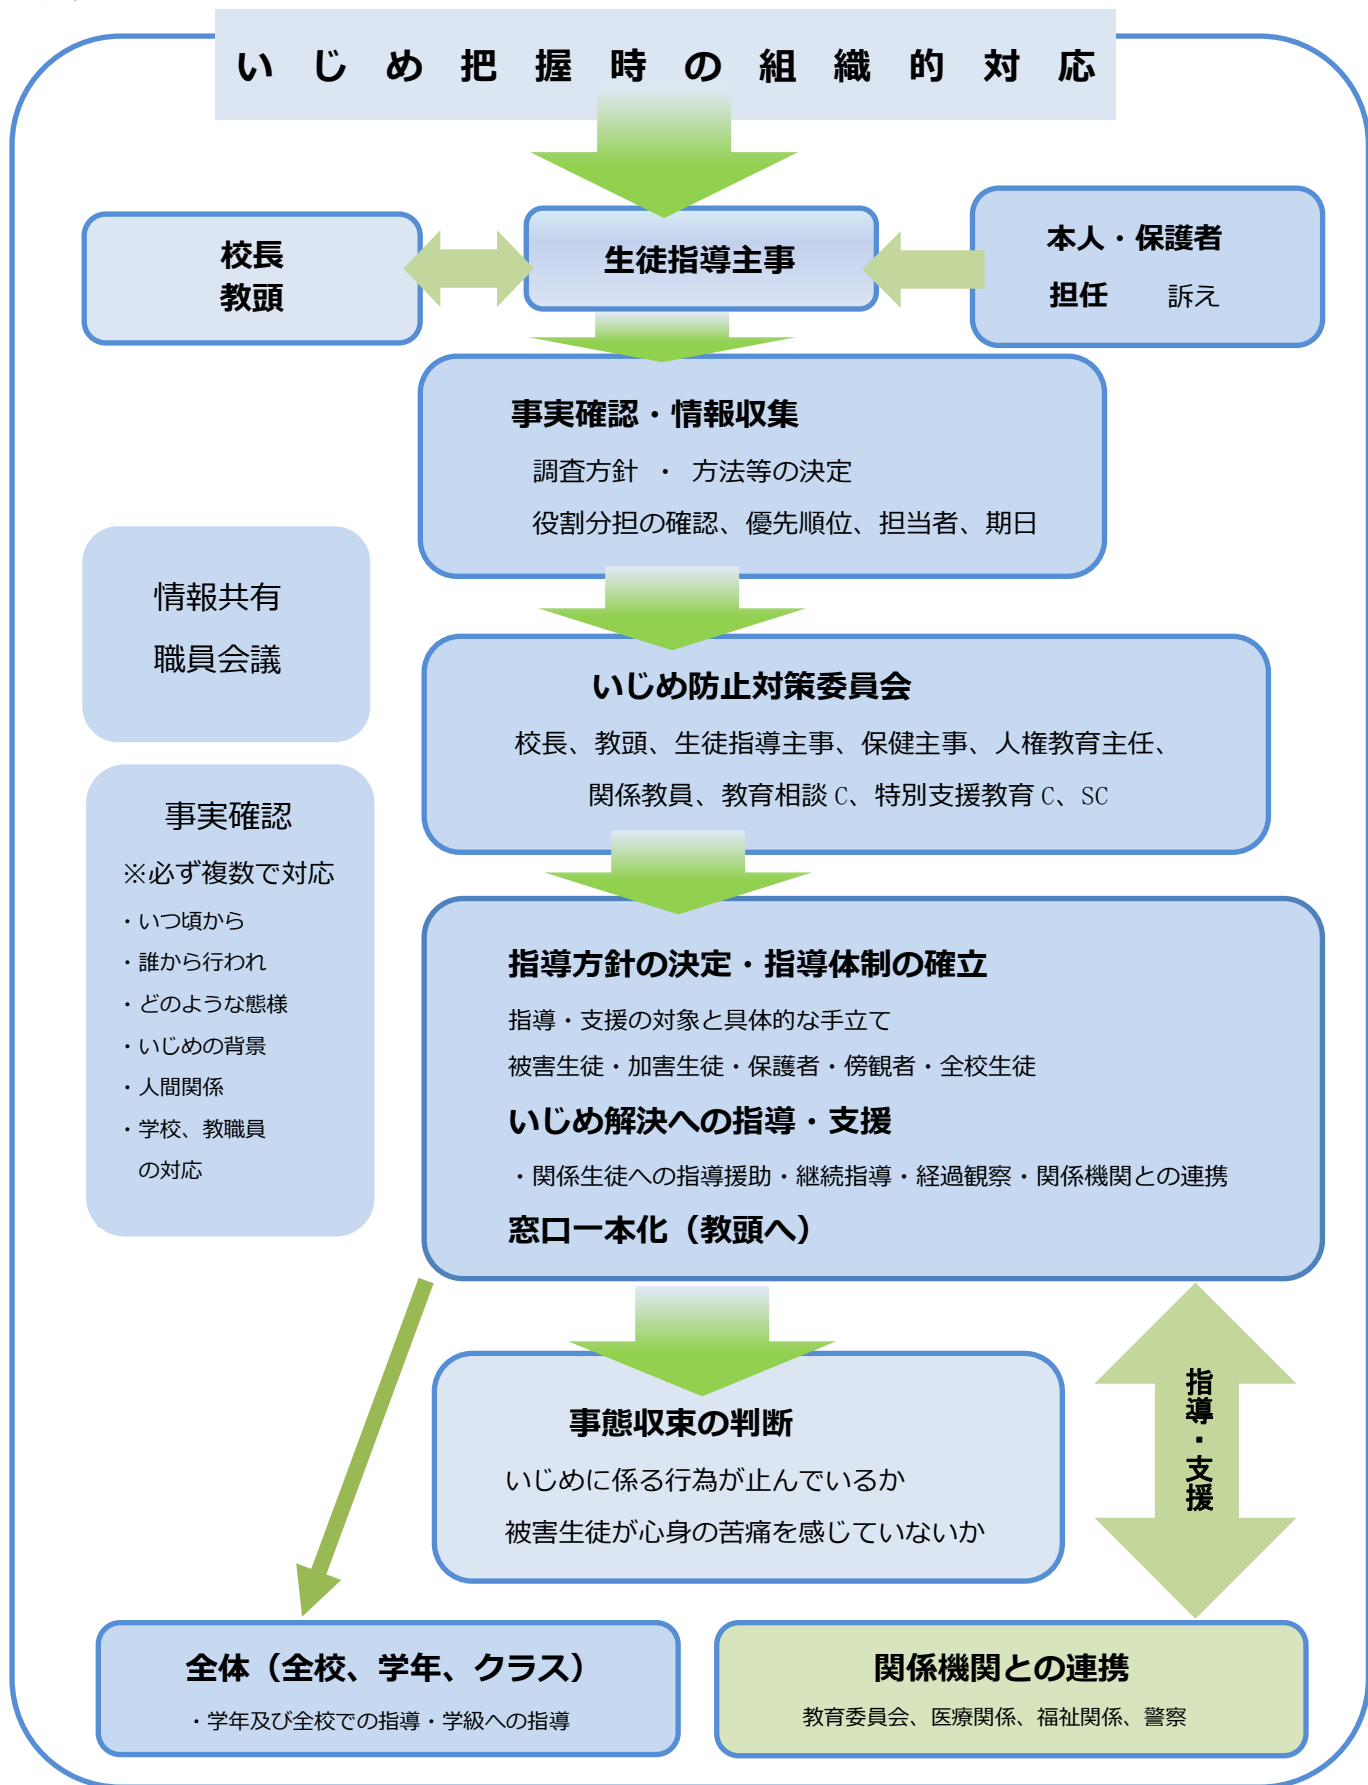 いじめ把握時の組織的対応
校長
教頭
生徒指導主事
本人・保護者
担任　　訴え
事実確認・情報収集
調査方針 ・ 方法等の決定
役割分担の確認、優先順位、担当者、期日
情報共有
職員会議
いじめ防止対策委員会
校長、教頭、生徒指導主事、保健主事、人権教育主任、
関係教員、教育相談 C、特別支援教育 C、SC
事実確認
※必ず複数で対応
・いつ頃から
・誰から行われ
・どのような態様
・いじめの背景
・人間関係
・学校、教職員
の対応
指導方針の決定・指導体制の確立
指導・支援の対象と具体的な手立て
被害生徒・加害生徒・保護者・傍観者・全校生徒
いじめ解決への指導・支援
・関係生徒への指導援助・継続指導・経過観察・関係機関との連携
窓口一本化（教頭へ）
事態収束の判断
いじめに係る行為が止んでいるか
被害生徒が心身の苦痛を感じていないか
指導・支援
全体（全校、学年、クラス）
・学年及び全校での指導・学級への指導
関係機関との連携
教育委員会、医療関係、福祉関係、警察